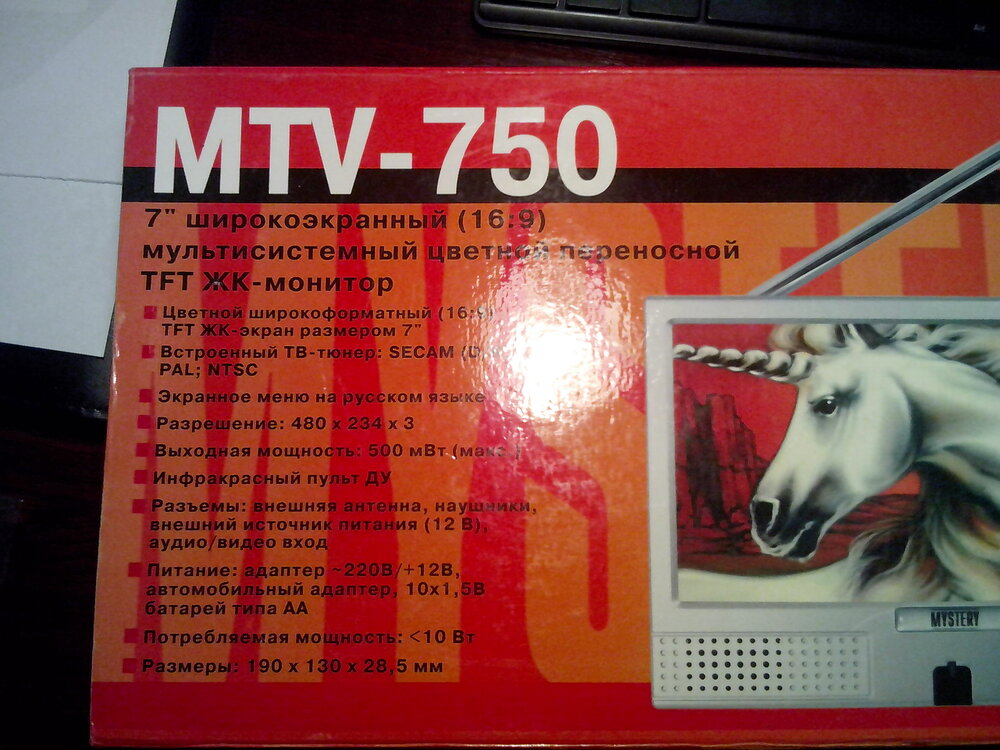 MTV-750
7" широкоэкранный (16:9)
мультисистемный цветной переносной
TFT ЖК-монитор
Цветной широкоформатный (16:9)
TFT ЖК-экран размером 7"
Встроенный ТВ-тюнер: SECAM (D,
PAL; NTSC
Экранное меню на русском языке
Разрешение: 480 x 234 x 3
Выходная мощность: 500 мВт (макс.)
Инфракрасный пульт ДУ
Разъемы: внешняя антенна, наушники,
внешний источник питания (12 В),
аудио/видео вход
Питание: адаптер ~220В/+12В,
автомобильный адаптер, 10x1,5В
батарей типа АА
Потребляемая мощность: <10 Вт
Размеры: 190 x 130 x 28,5 мм
MYSTERY